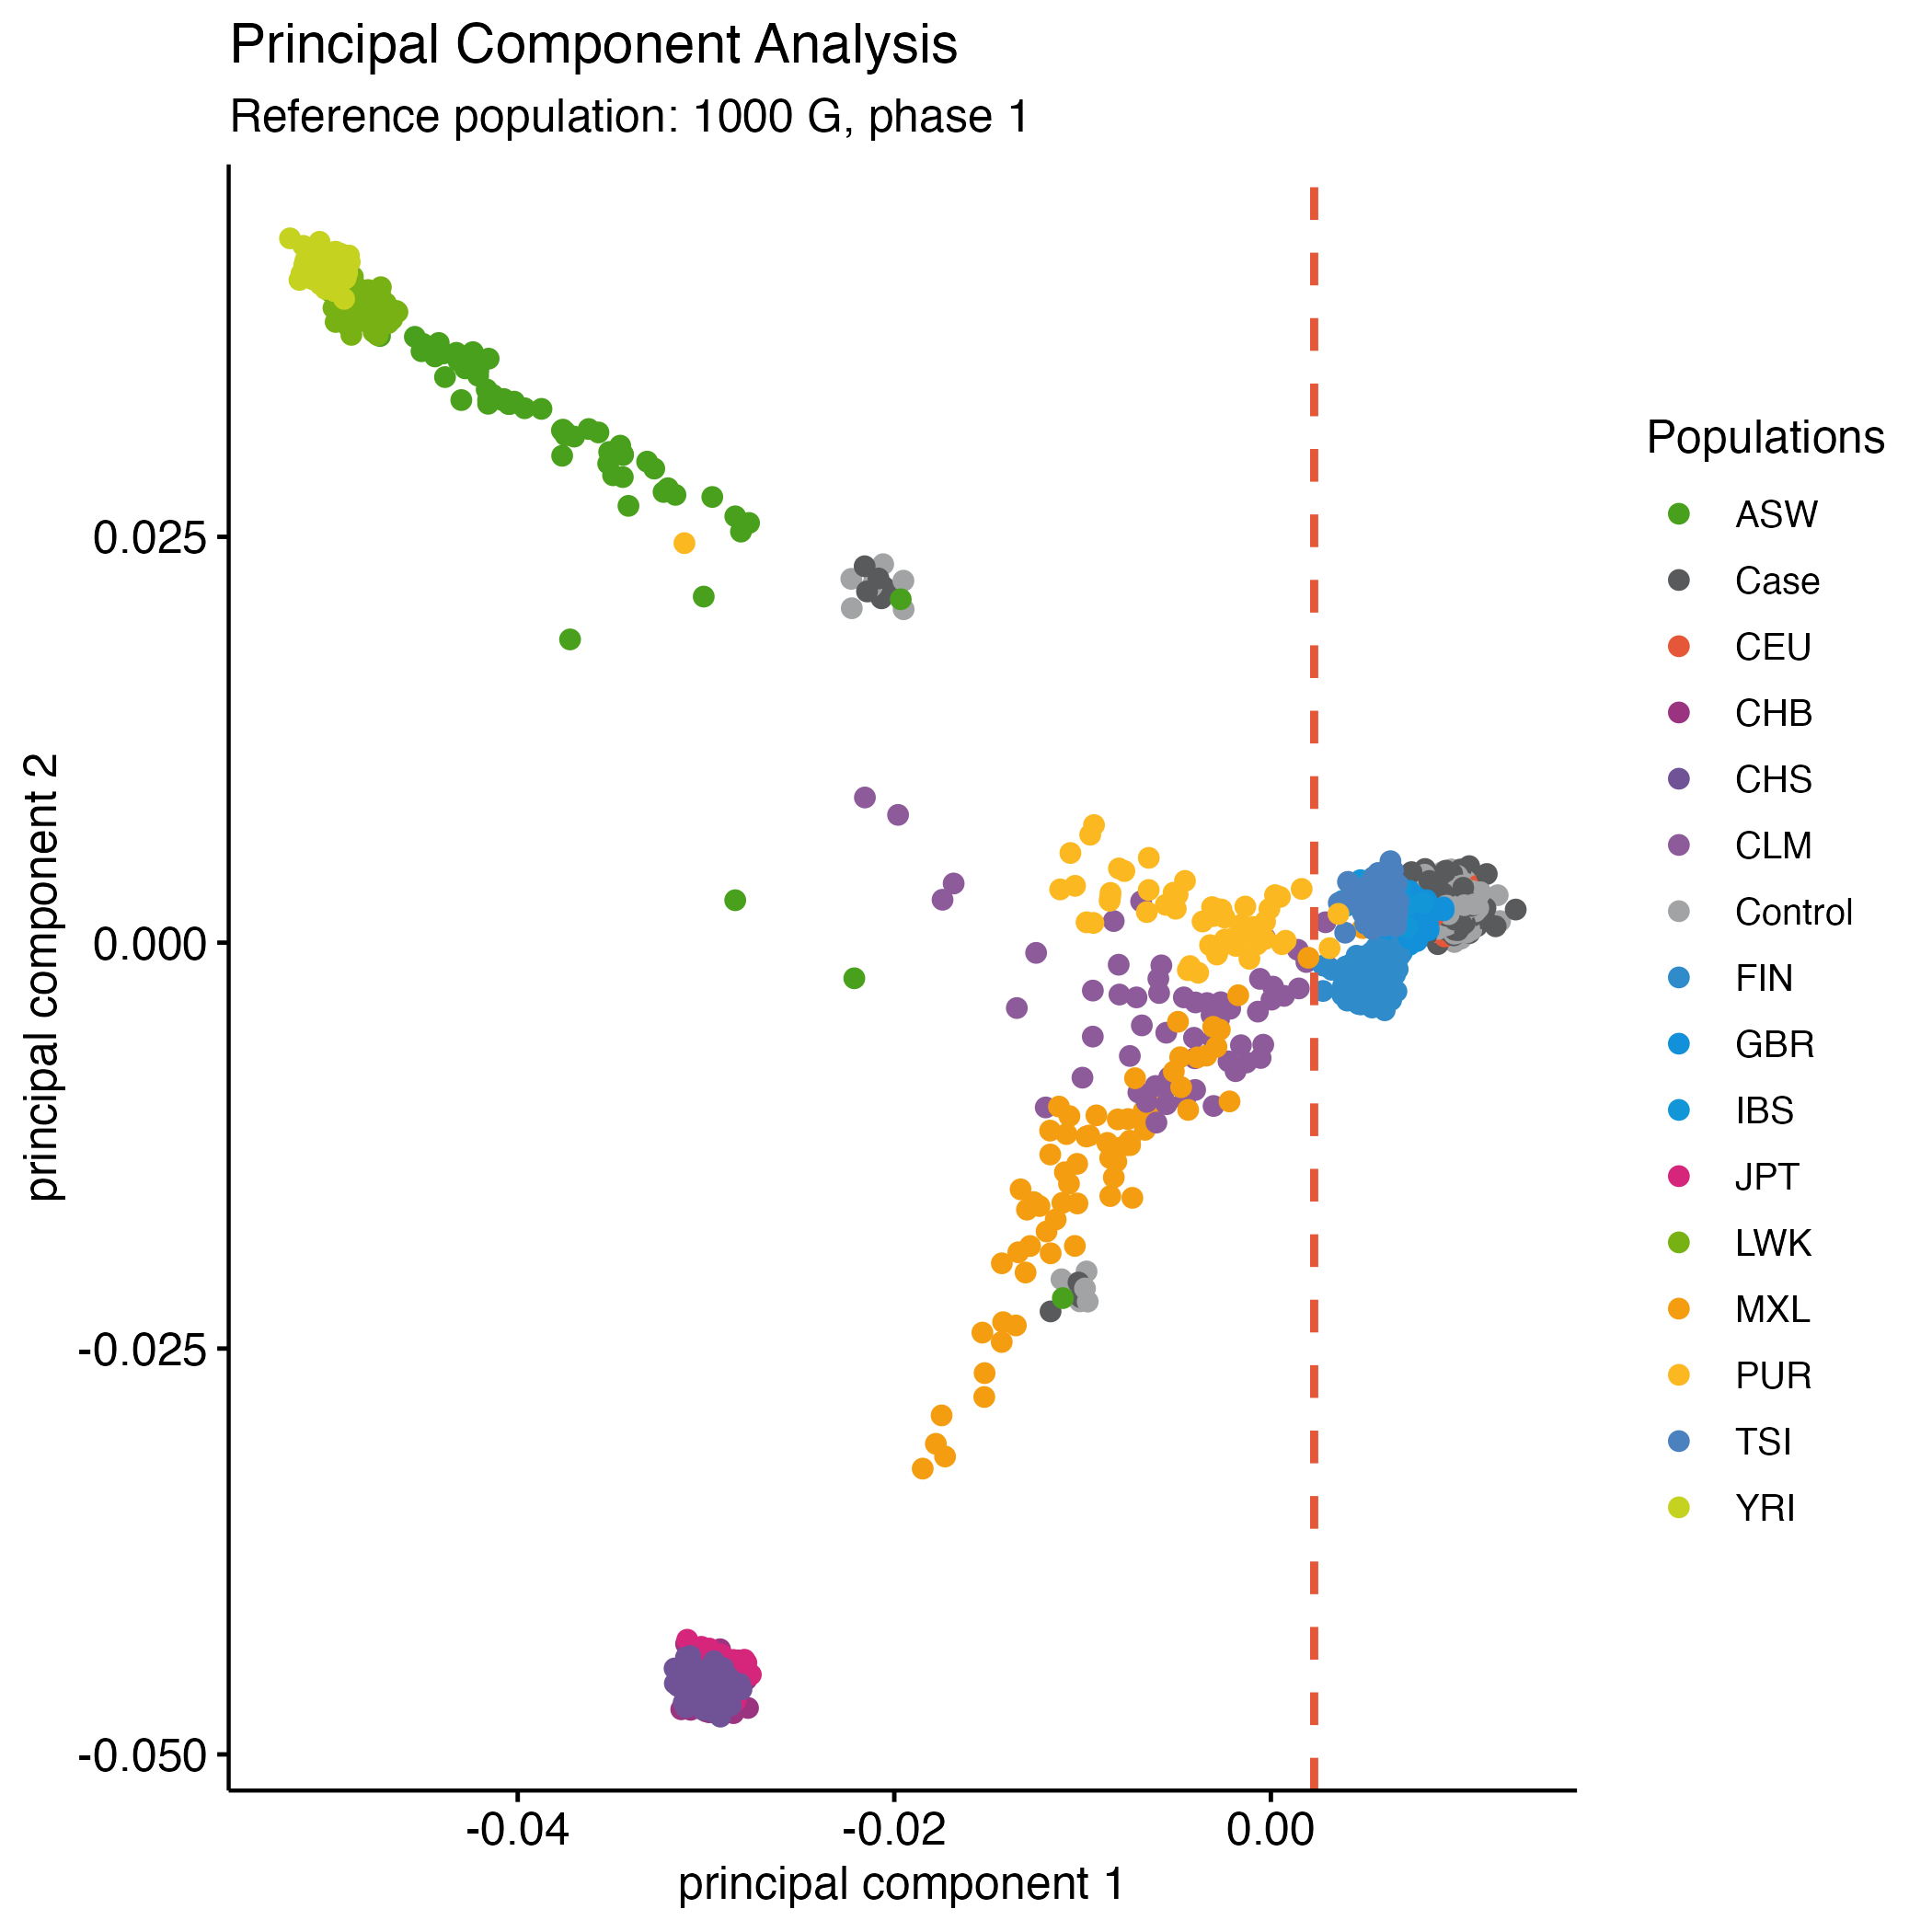 Principal Component Analysis
Reference population: 1000 G, phase 1
principal component 2
0.025
0.000
-0.025
-0.050
-0.04
-0.02
0.00
principal component 1
Populations
ASW
Case
CEU
CHB
CHS
CLM
Control
FIN
GBR
IBS
JPT
LWK
MXL
PUR
TSI
YRI